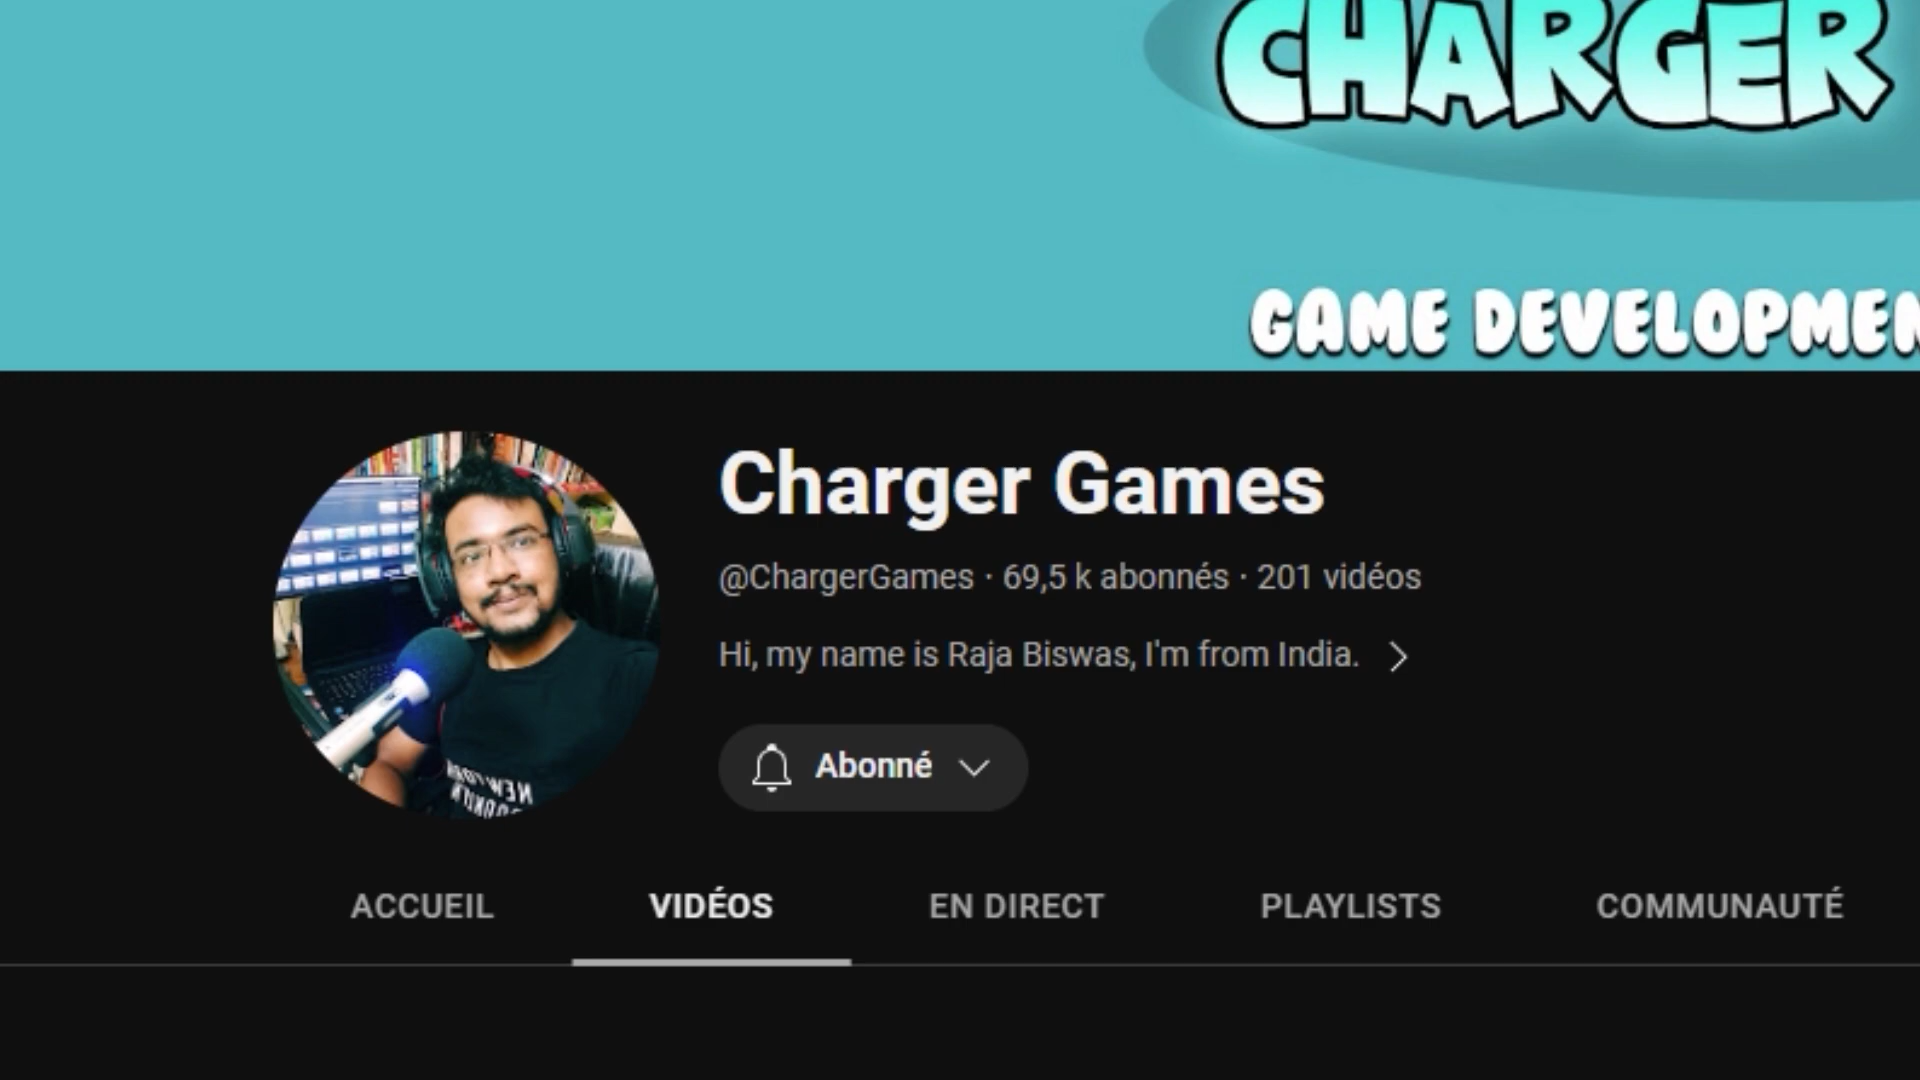 CHARGER
GAME DEVELOPMEN
Charger Games
@ChargerGames · 69,5 k abonnés · 201 vidéos
Hi, my name is Raja Biswas, I'm from India.
Abonné
ACCUEIL VIDÉOS EN DIRECT PLAYLISTS COMMUNAUTÉ